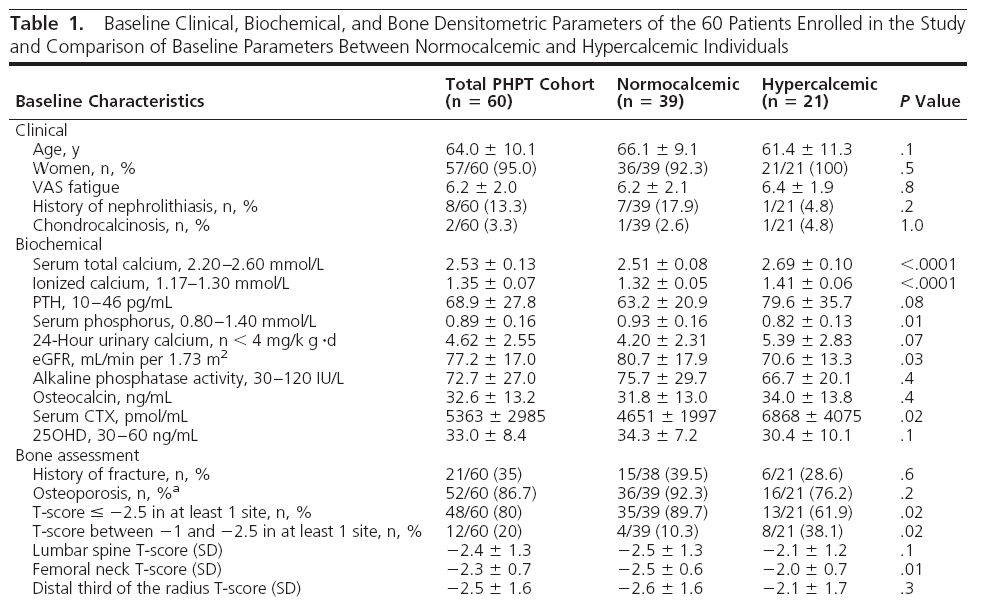 Table 1. Baseline Clinical, Biochemical, and Bone Densitometric Parameters of the 60 Patients Enrolled in the Study
and Comparison of Baseline Parameters Between Normocalcemic and Hypercalcemic Individuals
Total PHPT Cohort Normocalcemic Hypercalcemic
Baseline Characteristics (n = 60) (n = 39) (n = 21) P Value
Clinical
Age, y 64.0 ± 10.1 66.1 ± 9.1 61.4 ± 11.3 .1
Women, n, % 57/60 (95.0) 36/39 (92.3) 21/21 (100) .5
VAS fatigue 6.2 ± 2.0 6.2 ± 2.1 6.4 ± 1.9 .8
History of nephrolithiasis, n, % 8/60 (13.3) 7/39 (17.9) 1/21 (4.8) .2
Chondrocalcinosis, n, % 2/60 (3.3) 1/39 (2.6) 1/21 (4.8) 1.0
Biochemical
Serum total calcium, 2.20–2.60 mmol/L 2.53 ± 0.13 2.51 ± 0.08 2.69 ± 0.10 <.0001
Ionized calcium, 1.17–1.30 mmol/L 1.35 ± 0.07 1.32 ± 0.05 1.41 ± 0.06 <.0001
PTH, 10–46 pg/mL 68.9 ± 27.8 63.2 ± 20.9 79.6 ± 35.7 .08
Serum phosphorus, 0.80–1.40 mmol/L 0.89 ± 0.16 0.93 ± 0.16 0.82 ± 0.13 .01
24-Hour urinary calcium, n < 4 mg/k g ·d 4.62 ± 2.55 4.20 ± 2.31 5.39 ± 2.83 .07
eGFR, mL/min per 1.73 m² 77.2 ± 17.0 80.7 ± 17.9 70.6 ± 13.3 .03
Alkaline phosphatase activity, 30–120 IU/L 72.7 ± 27.0 75.7 ± 29.7 66.7 ± 20.1 .4
Osteocalcin, ng/mL 32.6 ± 13.2 31.8 ± 13.0 34.0 ± 13.8 .4
Serum CTX, pmol/mL 5363 ± 2985 4651 ± 1997 6868 ± 4075 .02
25OHD, 30–60 ng/mL 33.0 ± 8.4 34.3 ± 7.2 30.4 ± 10.1 .1
Bone assessment
History of fracture, n, % 21/60 (35) 15/38 (39.5) 6/21 (28.6) .6
Osteoporosis, n, %ᵃ 52/60 (86.7) 36/39 (92.3) 16/21 (76.2) .2
T-score ≤ −2.5 in at least 1 site, n, % 48/60 (80) 35/39 (89.7) 13/21 (61.9) .02
T-score between −1 and −2.5 in at least 1 site, n, % 12/60 (20) 4/39 (10.3) 8/21 (38.1) .02
Lumbar spine T-score (SD) −2.4 ± 1.3 −2.5 ± 1.3 −2.1 ± 1.2 .1
Femoral neck T-score (SD) −2.3 ± 0.7 −2.5 ± 0.6 −2.0 ± 0.7 .01
Distal third of the radius T-score (SD) −2.5 ± 1.6 −2.6 ± 1.6 −2.1 ± 1.7 .3